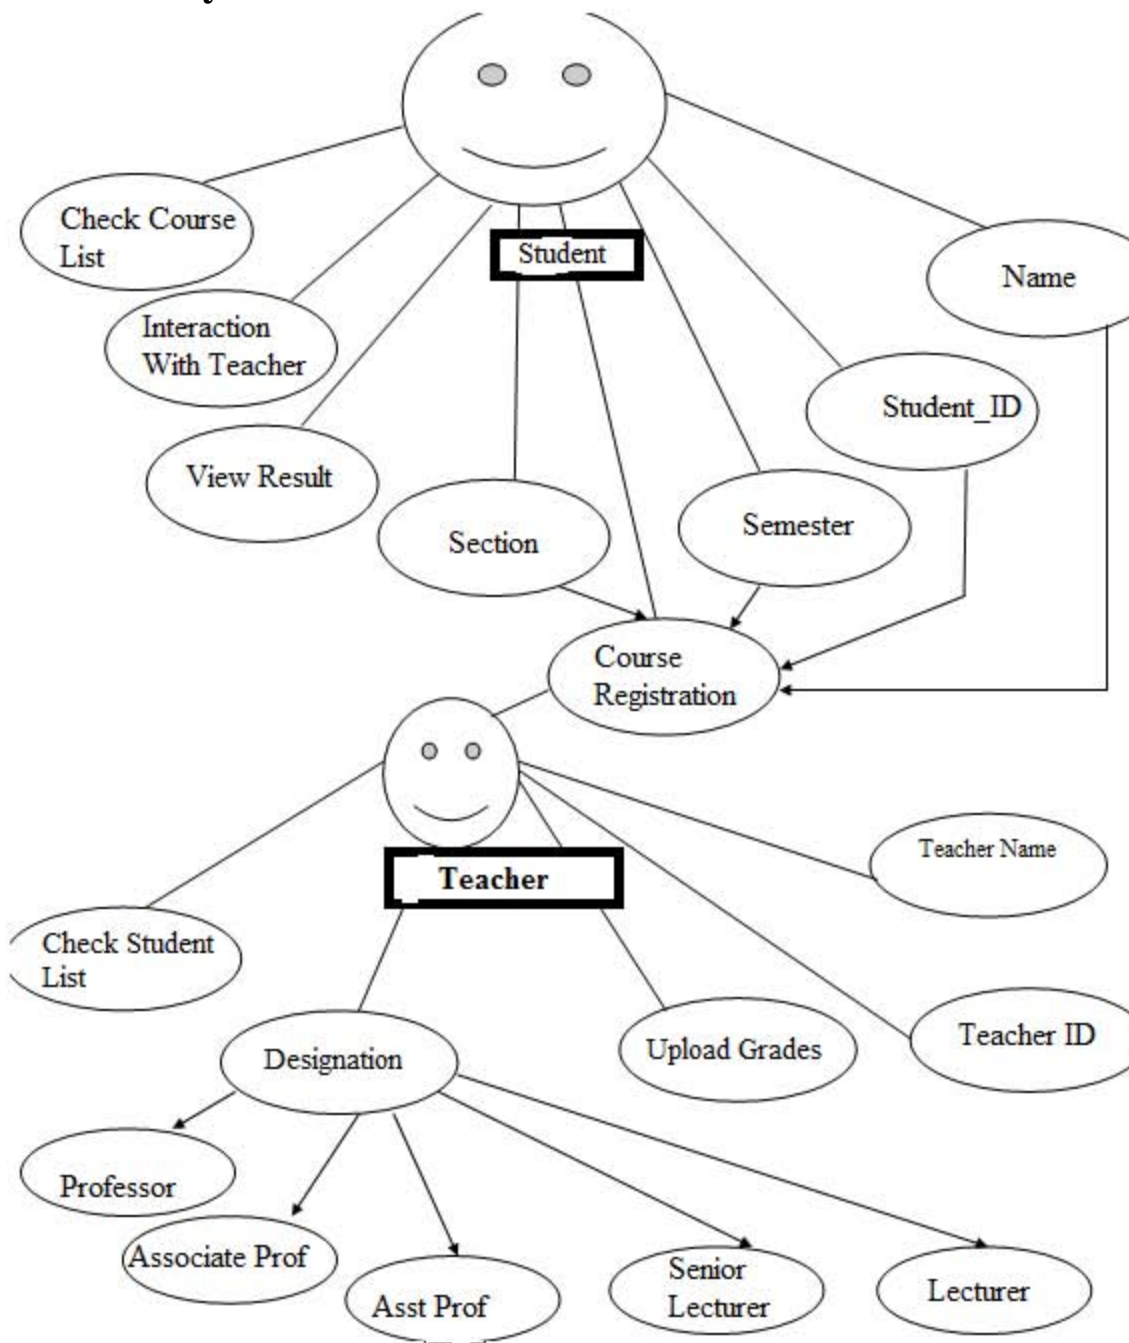 Student
Check Course
List
Name
Interaction
With Teacher
Student_ID
View Result
Section
Semester
Course
Registration
Teacher
Teacher Name
Check Student
List
Teacher ID
Designation
Upload Grades
Professor
Associate Prof
Asst Prof
Senior
Lecturer
Lecturer